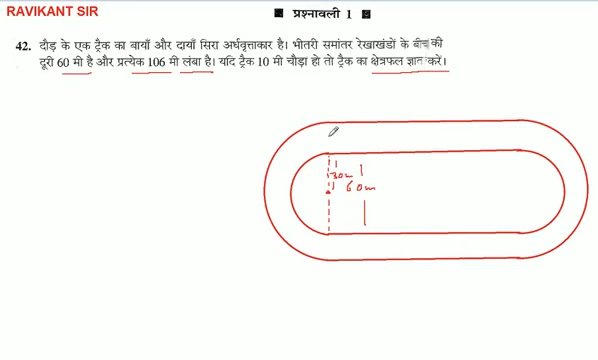 RAVIKANT SIR
प्रश्नावली 1
42. दौड़ के एक ट्रैक का बायाँ और दायाँ सिरा अर्धवृत्ताकार है। भीतरी समांतर रेखाखंडों के बीच की
दूरी 60 मी है और प्रत्येक 106 मी लंबा है। यदि ट्रैक 10 मी चौड़ा हो तो ट्रैक का क्षेत्रफल ज्ञात करें।
30m
60m